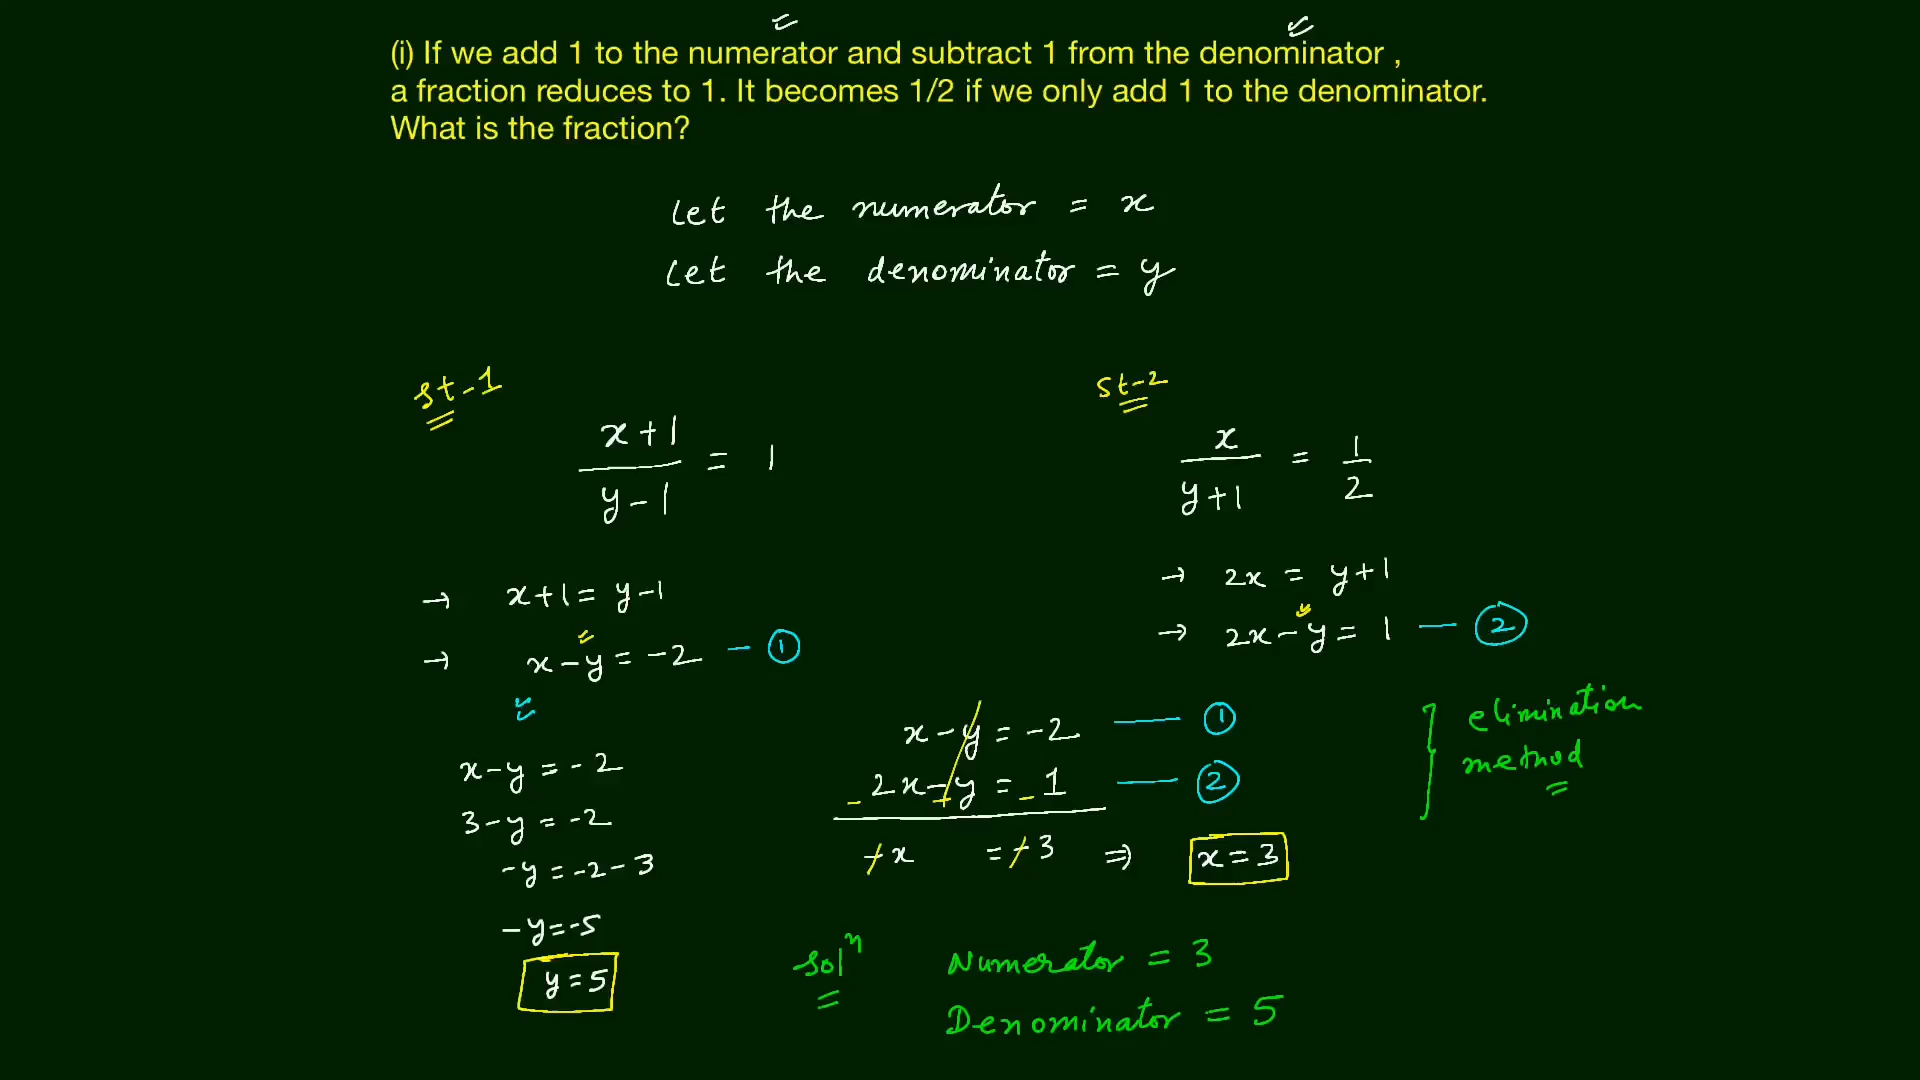 (i) If we add 1 to the numerator and subtract 1 from the denominator ,
a fraction reduces to 1. It becomes 1/2 if we only add 1 to the denominator.
What is the fraction?
Let the numerator = x
Let the denominator = y
st-1
x+1
/ y-1 = 1
→ x+1 = y-1
→ x-y = -2 — ①
St-2
x/y+1 = 1/2
→ 2x = y+1
→ 2x-y = 1 — ②
x-y = -2 — ①
2x-y = 1 — ②
- + -
-x = -3 ⇒ x=3
elimination
method
x-y = -2
3-y = -2
-y = -2-3
-y = -5
y = 5
Solⁿ Numerator = 3
Denominator = 5